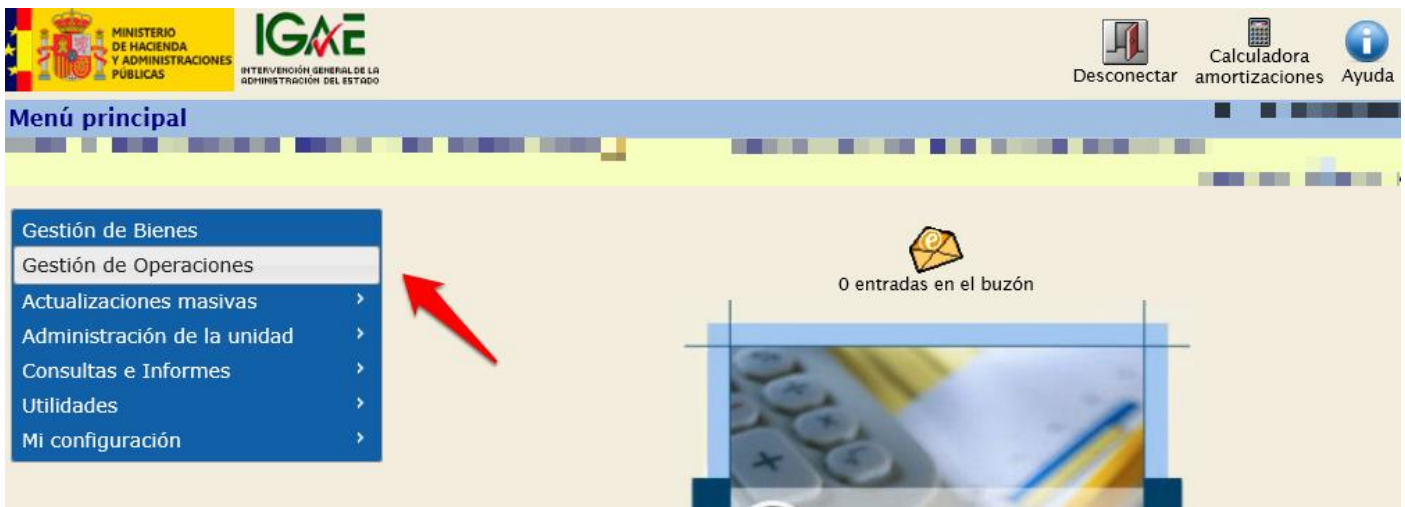 MINISTERIO
DE HACIENDA
Y ADMINISTRACIONES
PÚBLICAS
IGAE
INTERVENCIÓN GENERAL DE LA
ADMINISTRACIÓN DEL ESTADO
Desconectar
Calculadora
amortizaciones
Ayuda
Menú principal
Gestión de Bienes
Gestión de Operaciones
Actualizaciones masivas
Administración de la unidad
Consultas e Informes
Utilidades
Mi configuración
0 entradas en el buzón